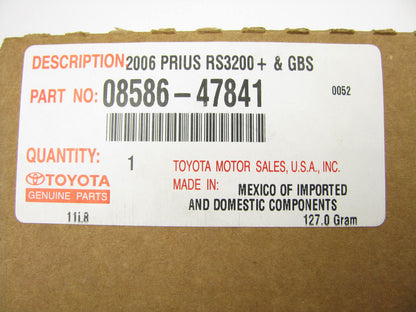 DESCRIPTION 2006 PRIUS RS3200+ & GBS
PART NO: 08586-47841 0052
QUANTITY: 1 TOYOTA MOTOR SALES, U.S.A., INC.
TOYOTA MADE IN: MEXICO OF IMPORTED
GENUINE PARTS AND DOMESTIC COMPONENTS
11i.8 127.0 Gram